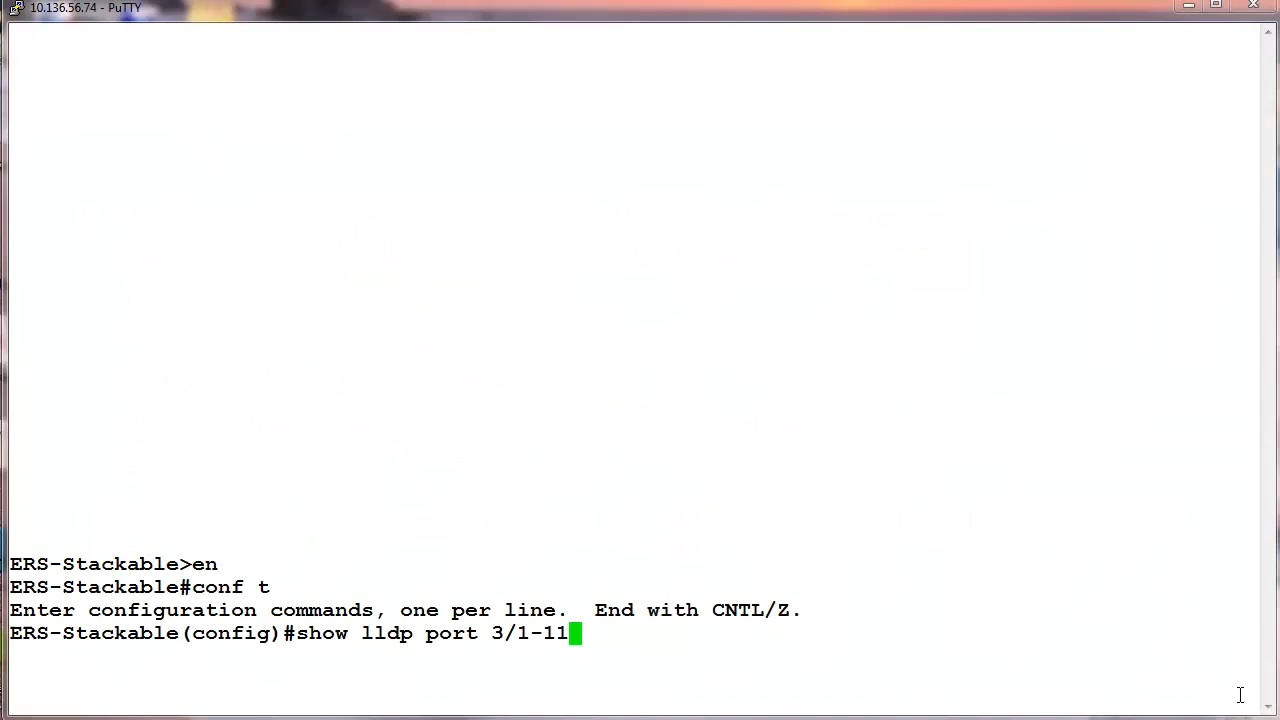 10.136.56.74 - PuTTY
ERS-Stackable>en
ERS-Stackable#conf t
Enter configuration commands, one per line.  End with CNTL/Z.
ERS-Stackable(config)#show lldp port 3/1-11